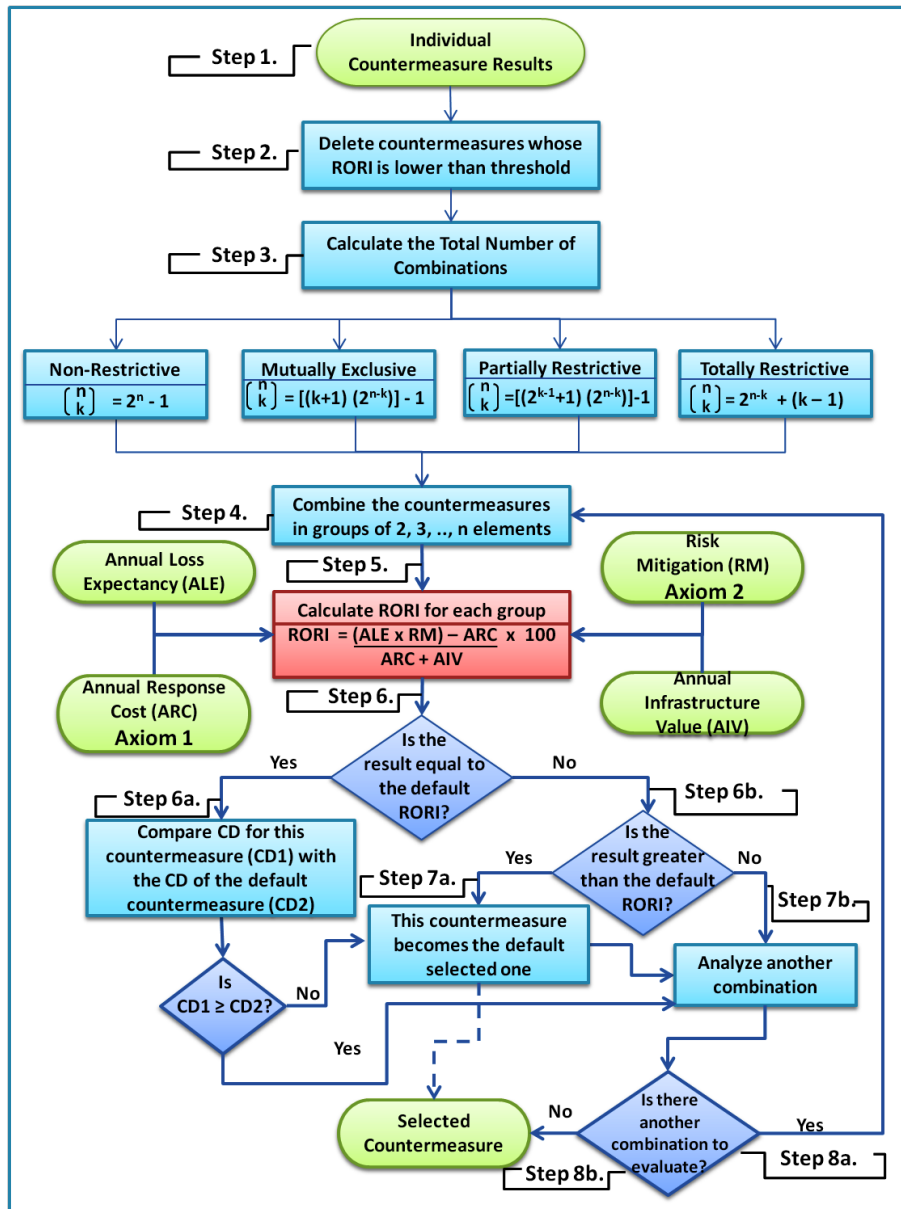 Step 1.
Individual
Countermeasure Results
Step 2.
Delete countermeasures whose
RORI is lower than threshold
Step 3.
Calculate the Total Number of
Combinations
Non-Restrictive
(n k) = 2^n - 1
Mutually Exclusive
(n k) = [(k+1) (2^{n-k})] - 1
Partially Restrictive
(n k) =[(2^{k-1}+1) (2^{n-k})]-1
Totally Restrictive
(n k) = 2^{n-k} + (k – 1)
Step 4.
Combine the countermeasures
in groups of 2, 3, .., n elements
Annual Loss
Expectancy (ALE)
Step 5.
Risk
Mitigation (RM)
Axiom 2
Calculate RORI for each group
RORI = (ALE x RM) – ARC x 100
ARC + AIV
Annual Response
Cost (ARC)
Axiom 1
Step 6.
Annual
Infrastructure
Value (AIV)
Is the
result equal to
the default
RORI?
Yes
No
Step 6a.
Step 6b.
Compare CD for this
countermeasure (CD1) with
the CD of the default
countermeasure (CD2)
Is the
result greater
than the default
RORI?
Yes
No
Step 7a.
Step 7b.
This countermeasure
becomes the default
selected one
Analyze another
combination
Is
CD1 ≥ CD2?
No
Yes
Is there
another
combination to
evaluate?
No
Yes
Selected
Countermeasure
Step 8b.
Step 8a.